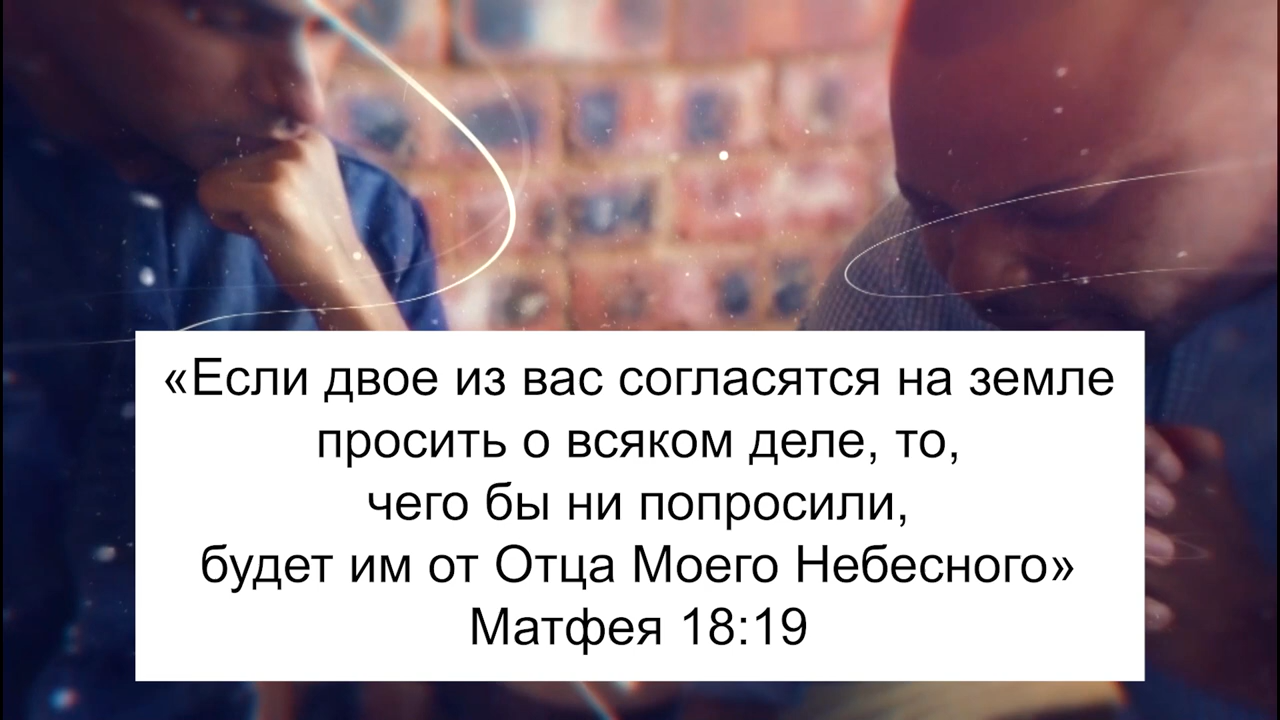 «Если двое из вас согласятся на земле
просить о всяком деле, то,
чего бы ни попросили,
будет им от Отца Моего Небесного»
Матфея 18:19